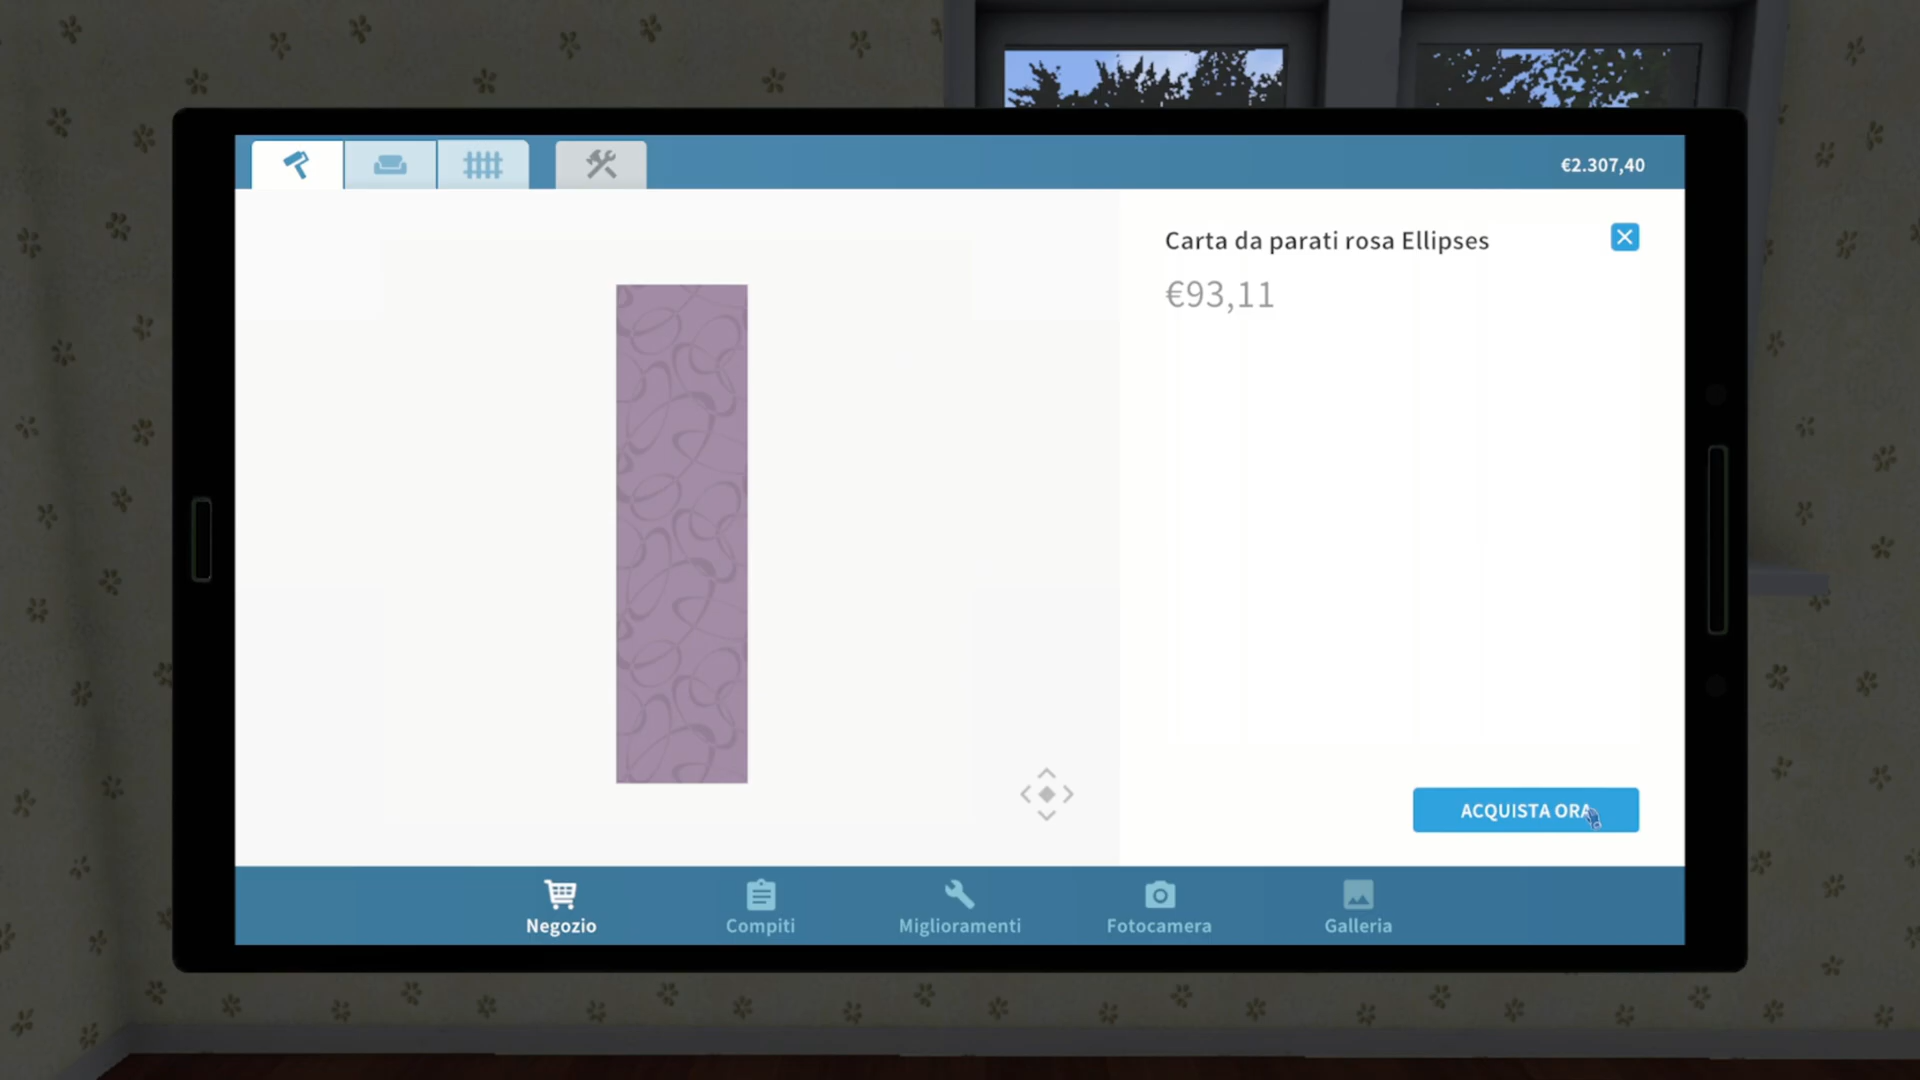 €2.307,40
Carta da parati rosa Ellipses
€93,11
ACQUISTA ORA
Negozio
Compiti
Miglioramenti
Fotocamera
Galleria